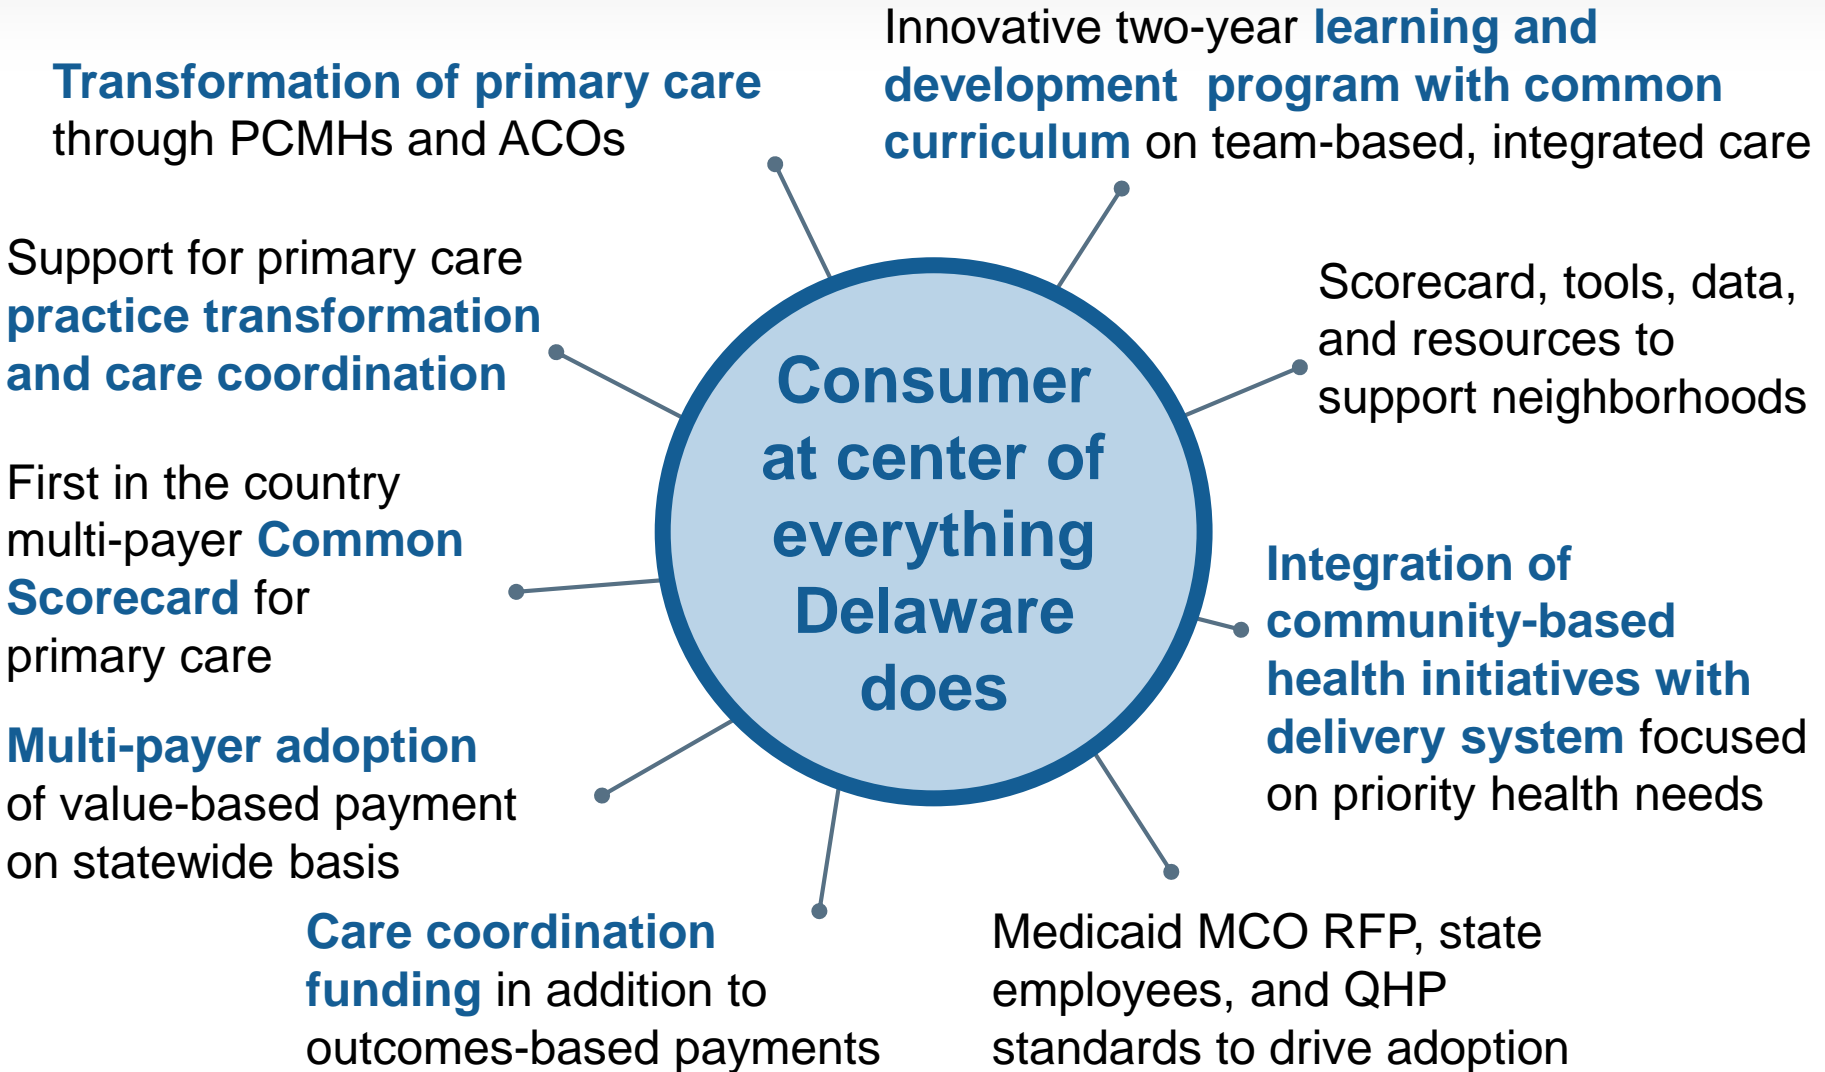 Transformation of primary care
through PCMHs and ACOs
Innovative two-year learning and
development program with common
curriculum on team-based, integrated care
Support for primary care
practice transformation
and care coordination
Scorecard, tools, data,
and resources to
support neighborhoods
Consumer
at center of
everything
Delaware
does
First in the country
multi-payer Common
Scorecard for
primary care
Integration of
community-based
health initiatives with
delivery system focused
on priority health needs
Multi-payer adoption
of value-based payment
on statewide basis
Care coordination
funding in addition to
outcomes-based payments
Medicaid MCO RFP, state
employees, and QHP
standards to drive adoption